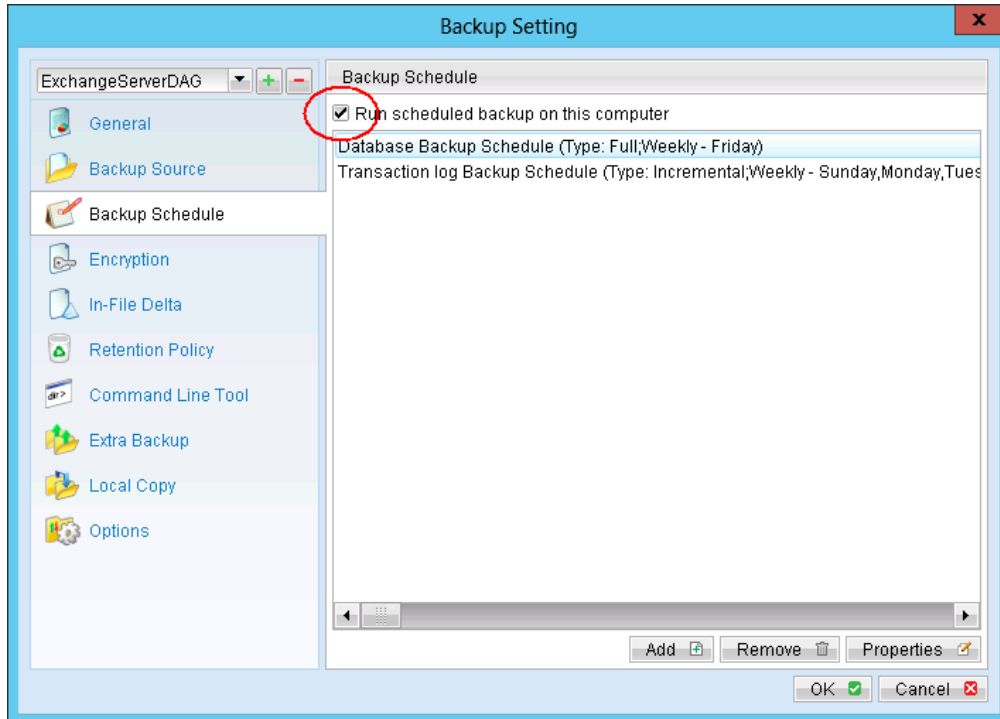 Backup Setting
x
ExchangeServerDAG
General
Backup Source
Backup Schedule
Encryption
In-File Delta
Retention Policy
dir>
Command Line Tool
Extra Backup
Local Copy
Options
Backup Schedule
Run scheduled backup on this computer
Database Backup Schedule (Type: Full;Weekly - Friday)
Transaction log Backup Schedule (Type: Incremental;Weekly - Sunday,Monday,Tues
Add Remove Properties
OK Cancel